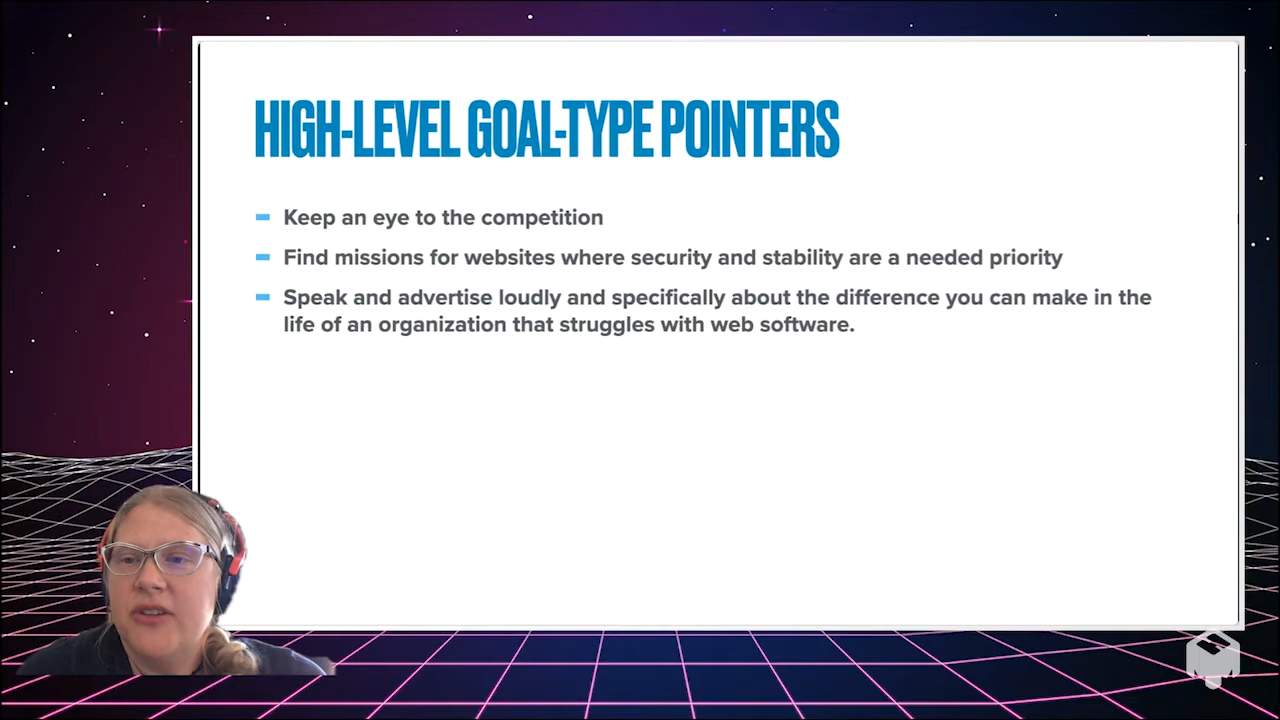 HIGH-LEVEL GOAL-TYPE POINTERS
Keep an eye to the competition
Find missions for websites where security and stability are a needed priority
Speak and advertise loudly and specifically about the difference you can make in the
life of an organization that struggles with web software.